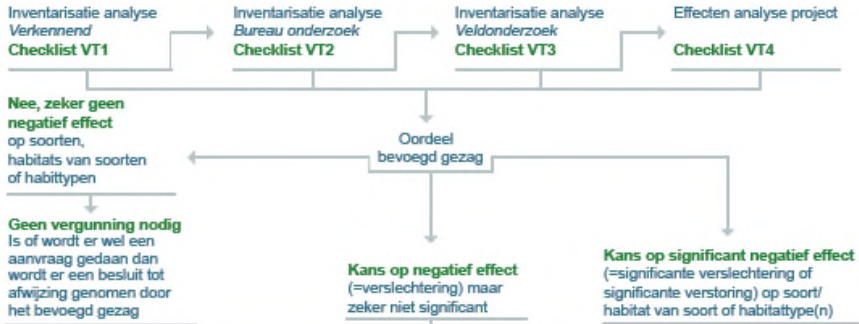 Inventarisatie analyse
Verkennend
Checklist VT1
Inventarisatie analyse
Bureau onderzoek
Checklist VT2
Inventarisatie analyse
Veldonderzoek
Checklist VT3
Effecten analyse project
Checklist VT4
Nee, zeker geen
negatief effect
op soorten,
habitats van soorten
of habittypen
Oordeel
bevoegd gezag
Geen vergunning nodig
Is of wordt er wel een
aanvraag gedaan dan
wordt er een besluit tot
afwijzing genomen door
het bevoegd gezag
Kans op negatief effect
(=verslechtering) maar
zeker niet significant
Kans op significant negatief effect
(=significante verslechtering of
significante verstoring) op soort/
habitat van soort of habitattype(n)